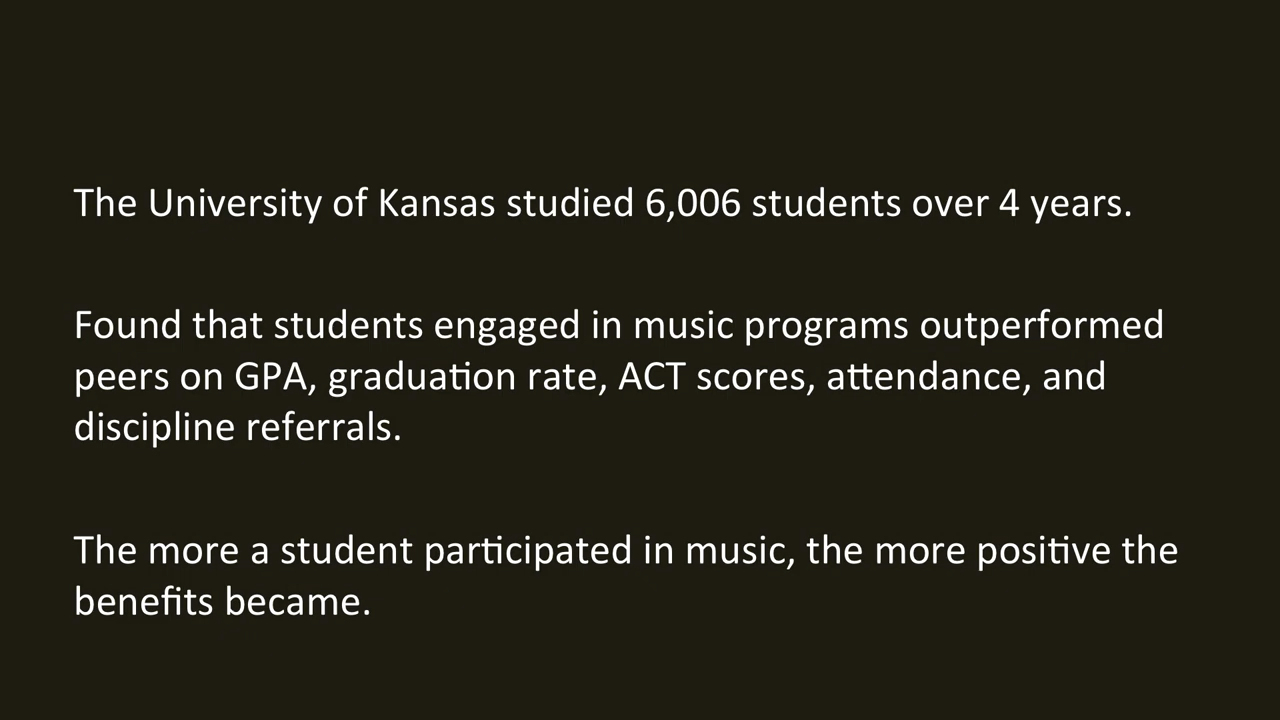 The University of Kansas studied 6,006 students over 4 years.
Found that students engaged in music programs outperformed
peers on GPA, graduation rate, ACT scores, attendance, and
discipline referrals.
The more a student participated in music, the more positive the
benefits became.